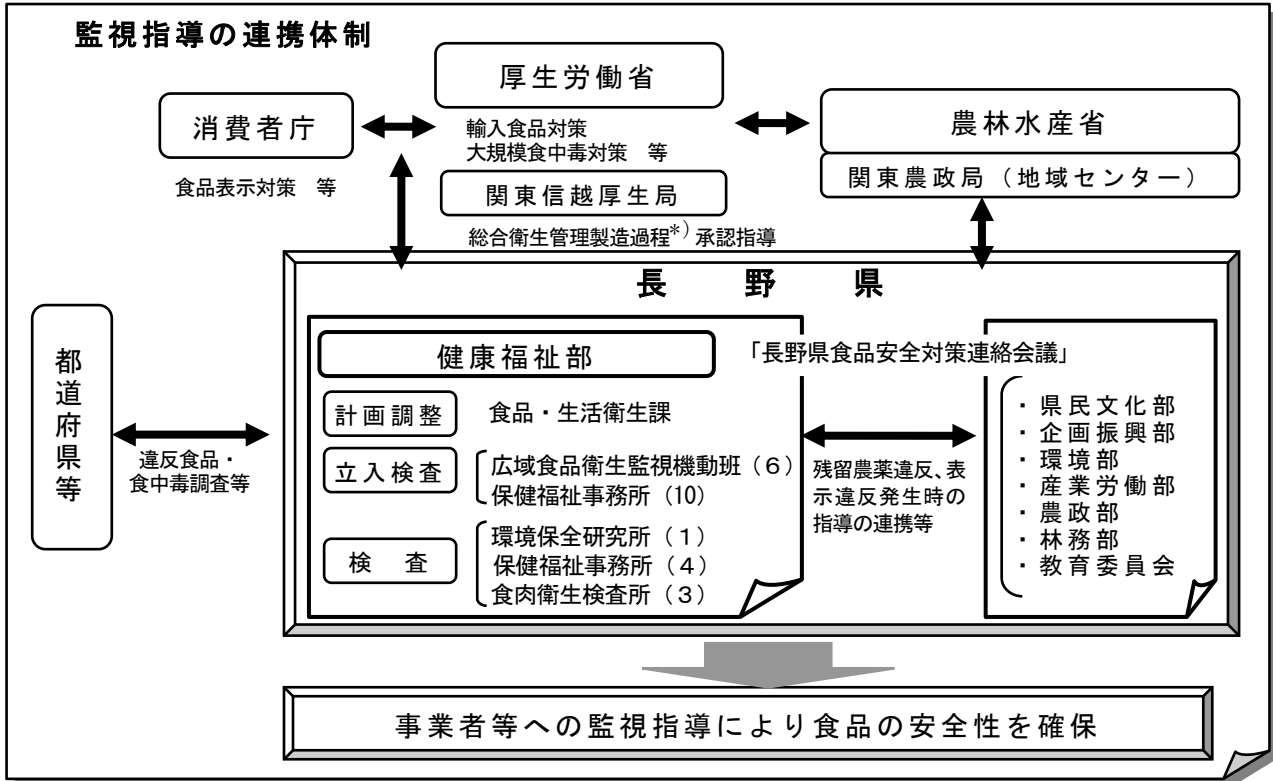 監視指導の連携体制
厚生労働省
消費者庁
農林水産省
輸入食品対策
大規模食中毒対策　等
食品表示対策　等
関東信越厚生局
関東農政局（地域センター）
総合衛生管理製造過程*）承認指導
長野県
都道府県等
違反食品・
食中毒調査等
健康福祉部
「長野県食品安全対策連絡会議」
計画調整
食品・生活衛生課
立入検査
広域食品衛生監視機動班（６）
保健福祉事務所（10）
検　査
環境保全研究所（１）
保健福祉事務所（４）
食肉衛生検査所（３）
残留農薬違反、表
示違反発生時の
指導の連携等
・県民文化部
・企画振興部
・環境部
・産業労働部
・農政部
・林務部
・教育委員会
事業者等への監視指導により食品の安全性を確保